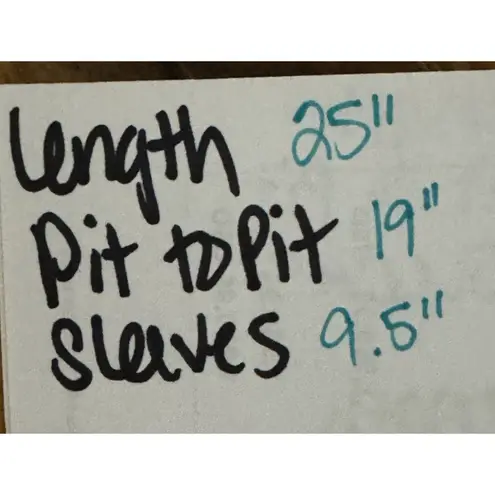 length 25"
Pit to Pit 19"
sleeves 9.5"